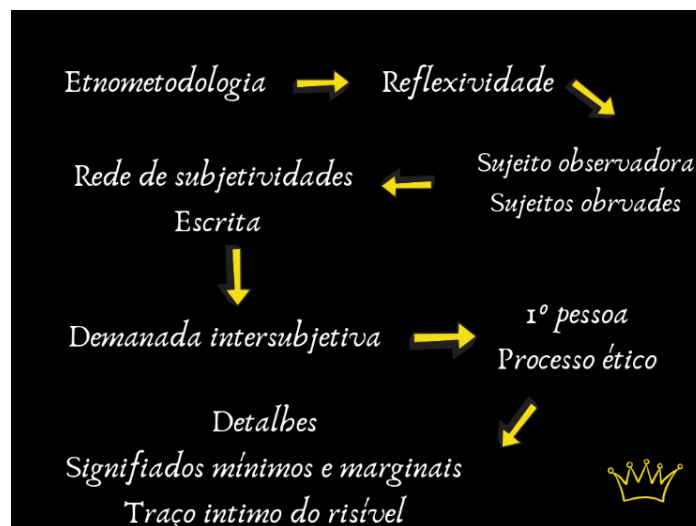 Etnometodologia
Reflexividade
Sujeito observadora
Sujeitos obrvades
Rede de subjetividades
Escrita
Demanada intersubjetiva
1º pessoa
Processo ético
Detalhes
Signifiados mínimos e marginais
Traço intimo do risível